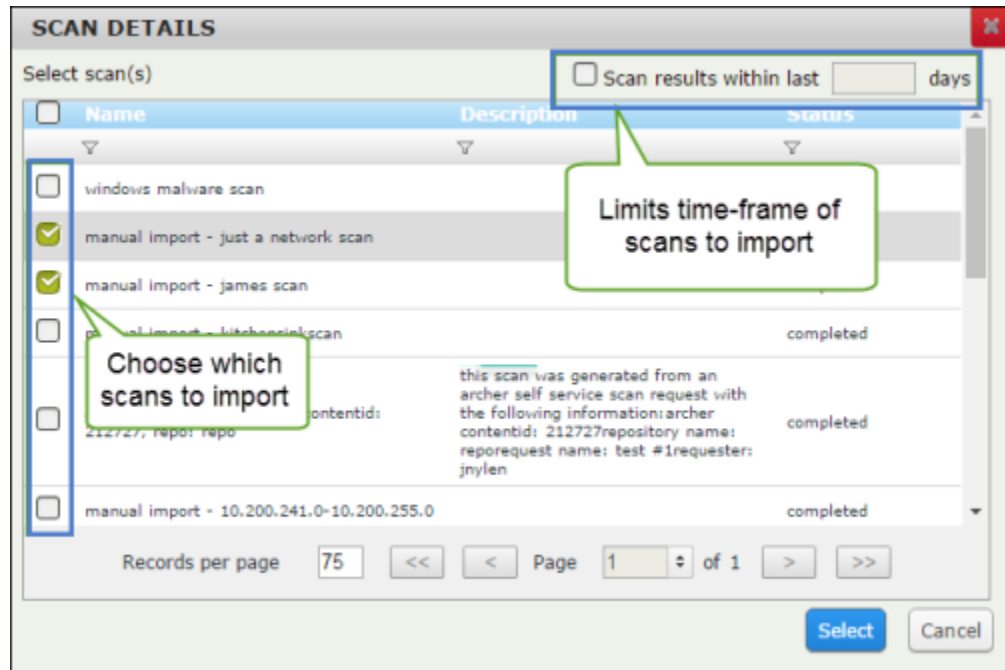 SCAN DETAILS
Select scan(s)
Scan results within last days
Name Description Status
windows malware scan
Limits time-frame of
scans to import
manual import - just a network scan
manual import - james scan
import - kitchensinkscan completed
Choose which
scans to import
this scan was generated from an
archer self service scan request with
the following information:archer
contentid: 212727repository name:
reporequest name: test #1requester:
jnylen
contentid:
212727, repo: repo
completed
manual import - 10.200.241.0-10.200.255.0 completed
Records per page 75 << < Page 1 of 1 > >>
Select Cancel